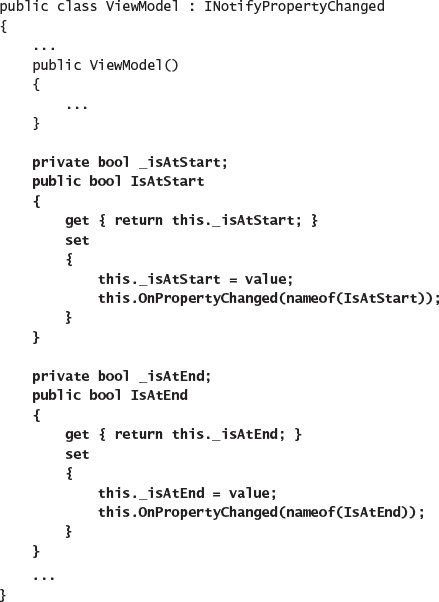 public class ViewModel : INotifyPropertyChanged
{
    ...
    public ViewModel()
    {
        ...
    }

    private bool _isAtStart;
    public bool IsAtStart
    {
        get { return this._isAtStart; }
        set
        {
            this._isAtStart = value;
            this.OnPropertyChanged(nameof(IsAtStart));
        }
    }

    private bool _isAtEnd;
    public bool IsAtEnd
    {
        get { return this._isAtEnd; }
        set
        {
            this._isAtEnd = value;
            this.OnPropertyChanged(nameof(IsAtEnd));
        }
    }
    ...
}